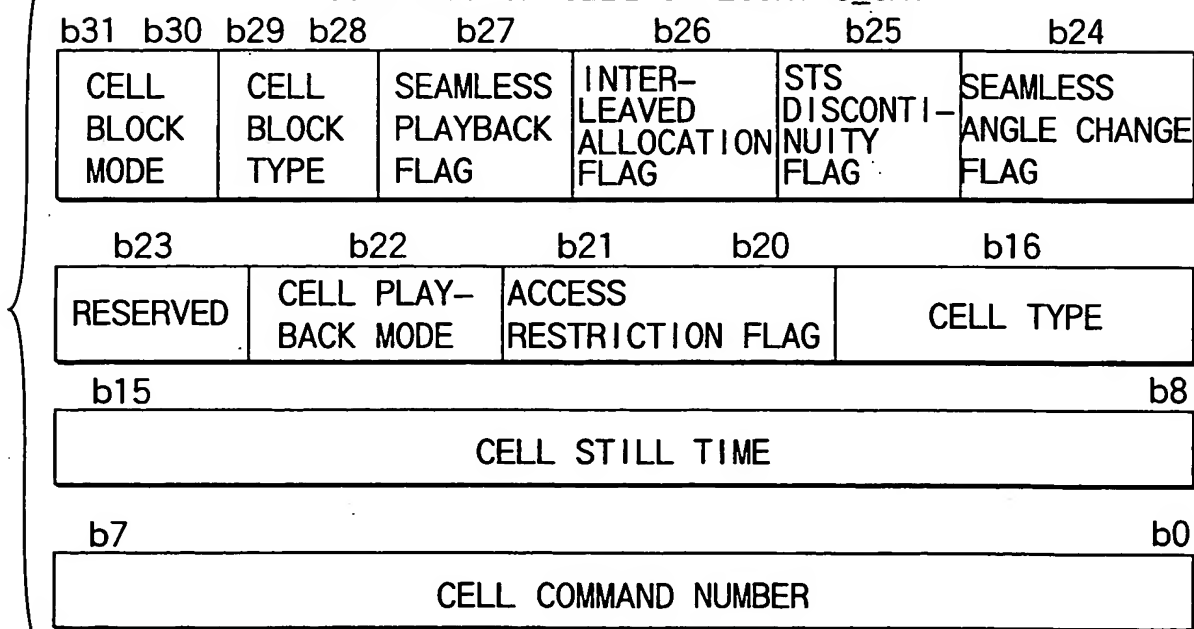 b31 b30 b29 b28 b27 b26 b25 b24
CELL BLOCK MODE
CELL BLOCK TYPE
SEAMLESS PLAYBACK FLAG
INTER-
LEAVED
ALLOCATION
FLAG
STS
DISCONTI-
NUITY
FLAG
SEAMLESS
ANGLE CHANGE
FLAG
b23 b22 b21 b20 b16
RESERVED
CELL PLAY-
BACK MODE
ACCESS
RESTRICTION FLAG
CELL TYPE
b15 b8
CELL STILL TIME
b7 b0
CELL COMMAND NUMBER